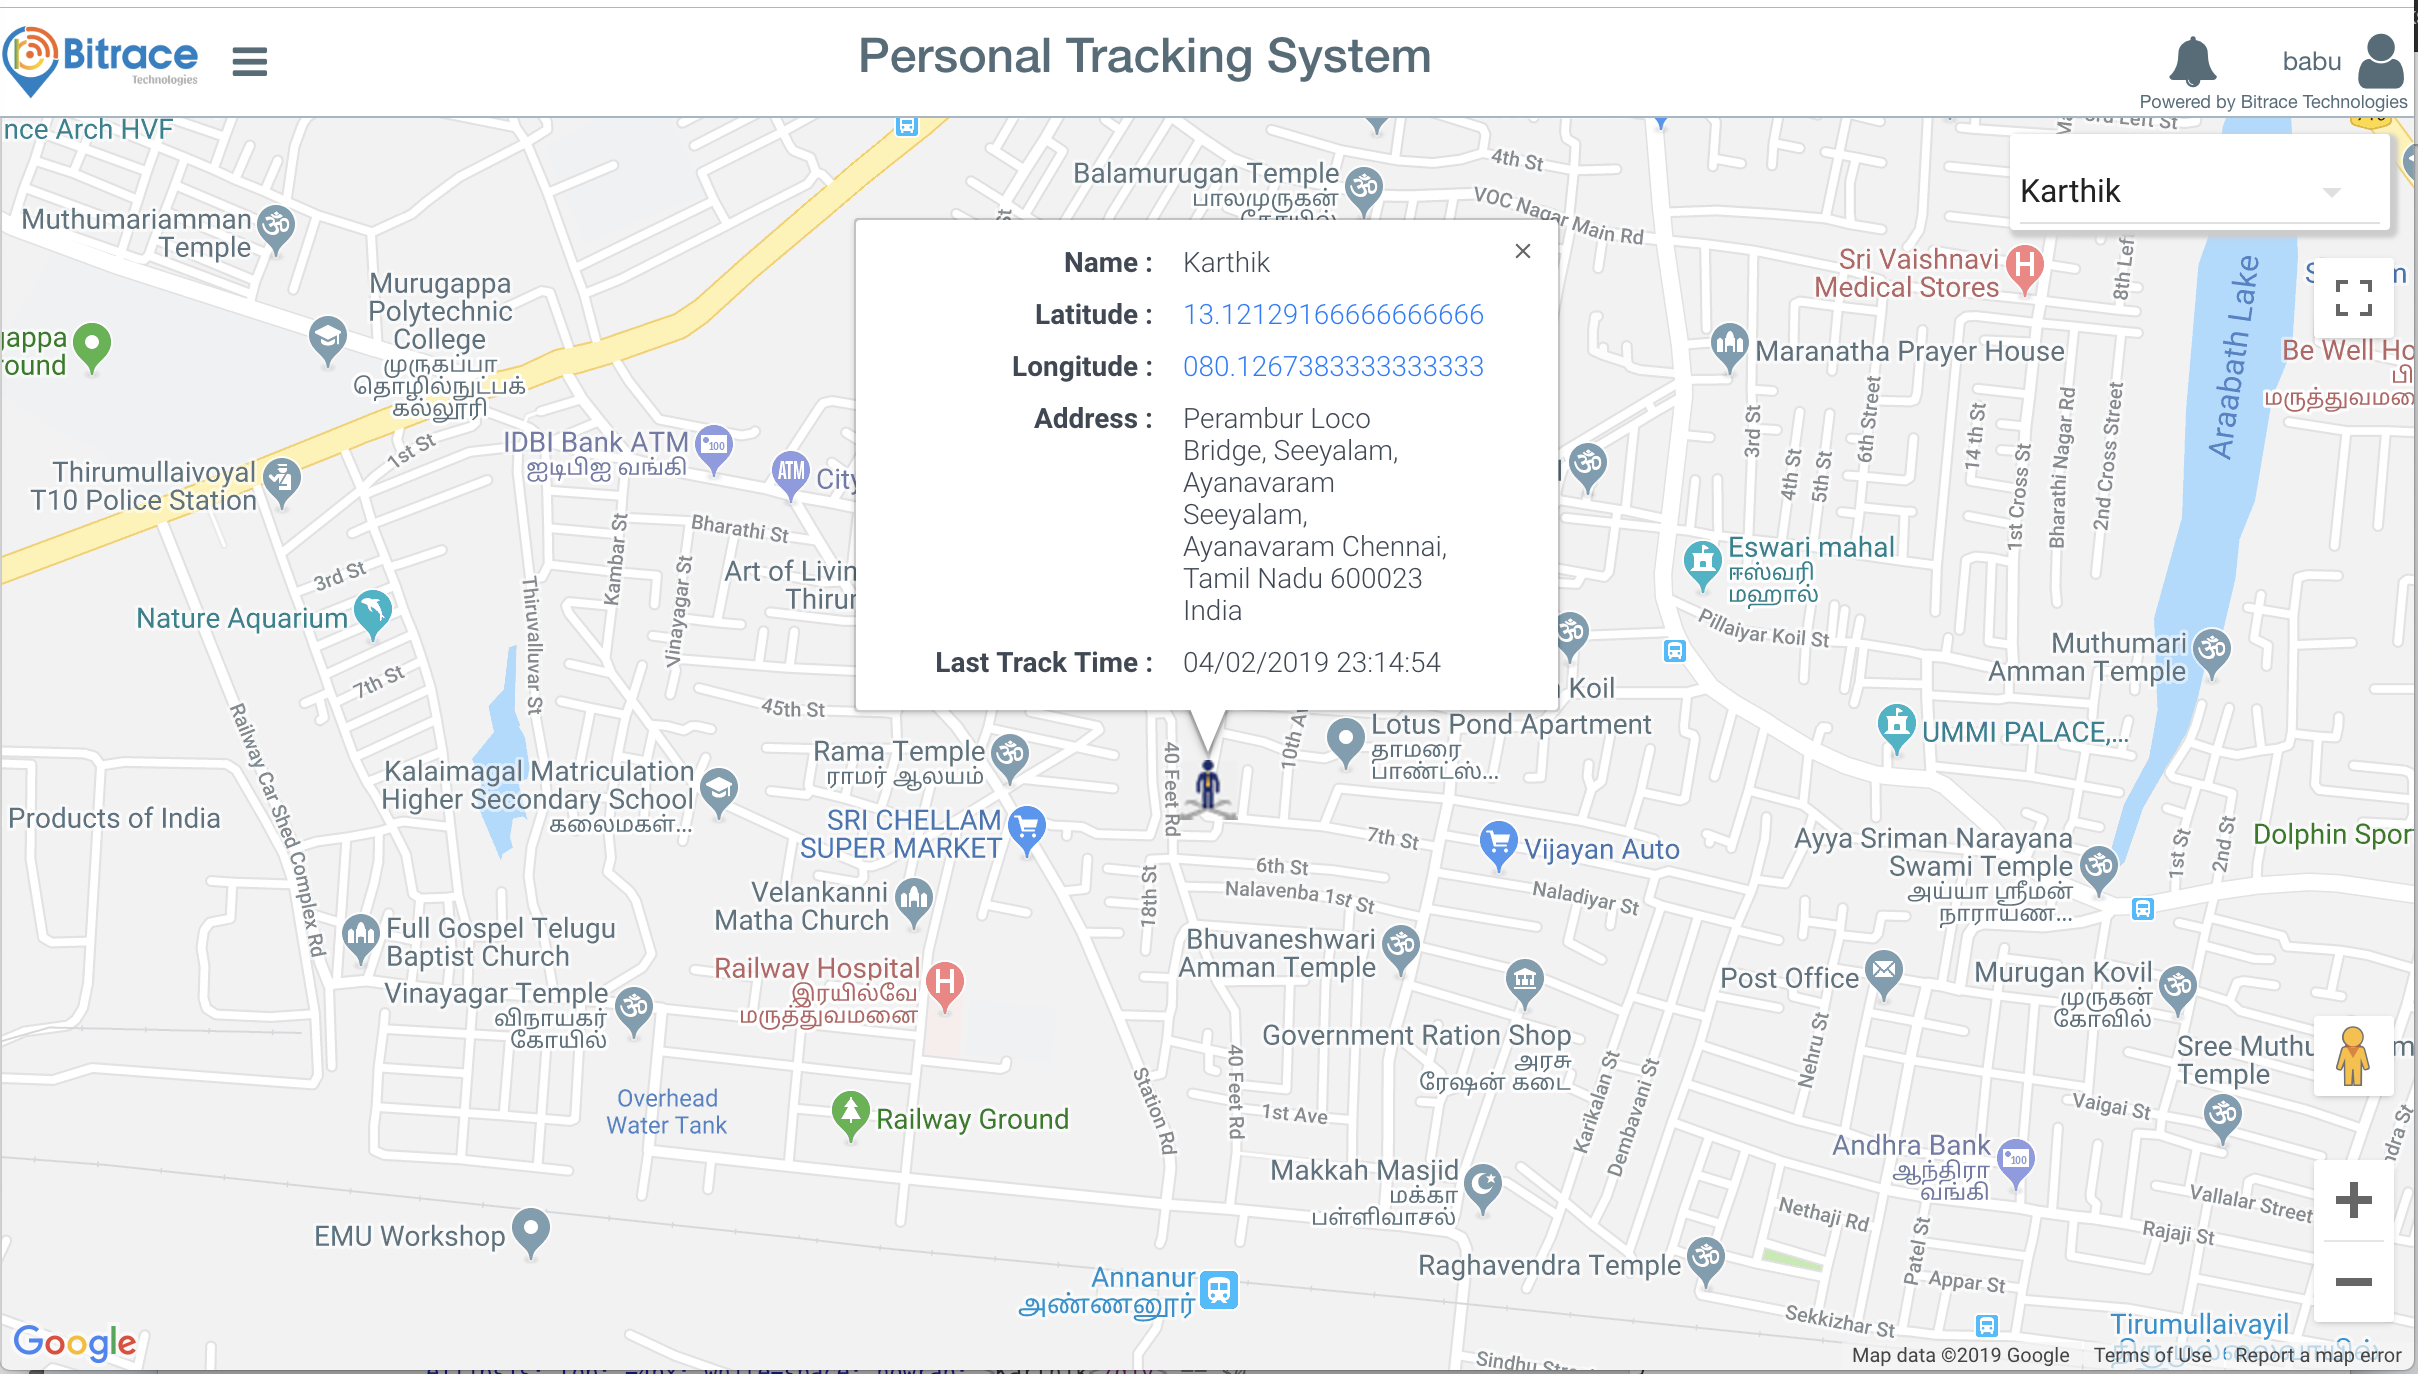 Bitrace
Technologies
Personal Tracking System
babu
Powered by Bitrace Technologies
nce Arch HVF
3rd Left St
4th St
Balamurugan Temple
பாலமுருகன்
கோயில்
VOC Nagar Main Rd
Karthik
Muthumariamman
Temple
Murugappa
Polytechnic
College
முருகப்பா
தொழில்நுட்பக்
கல்லூரி
gappa
ound
Name : Karthik
Latitude : 13.12129166666666666
Longitude : 080.1267383333333333
Address : Perambur Loco
Bridge, Seeyalam,
Ayanavaram
Seeyalam,
Ayanavaram Chennai,
Tamil Nadu 600023
India
Last Track Time : 04/02/2019 23:14:54
Sri Vaishnavi
Medical Stores
8th Left
Araabath Lake
Maranatha Prayer House
Be Well Ho
பி
மருத்துவமனை
3rd St
4th St
5th St
6th Street
14 th St
1st Cross St
Bharathi Nagar Rd
2nd Cross Street
1st St
IDBI Bank ATM
ஐடிபிஐ வங்கி
100
ATM
City
Thirumullaivoyal
T10 Police Station
Bharathi St
Kambar St
Art of Livin
Thirur
3rd St
Nature Aquarium
Thiruvalluvar St
Vinayagar St
7th St
45th St
Eswari mahal
ஈஸ்வரி
மஹால்
Pillaiyar Koil St
Muthumari
Amman Temple
Koil
Lotus Pond Apartment
தாமரை
பாண்ட்ஸ்...
10th Av
UMMI PALACE,...
Railway Car Shed Complex Rd
Rama Temple
ராமர் ஆலயம்
Kalaimagal Matriculation
Higher Secondary School
கலைமகள்...
40 Feet Rd
Products of India
SRI CHELLAM
SUPER MARKET
7th St
Vijayan Auto
Ayya Sriman Narayana
Swami Temple
அய்யா ஸ்ரீமன்
நாராயண...
1st St
2nd St
Dolphin Spor
6th St
Nalavenba 1st St
Naladiyar St
18th St
Velankanni
Matha Church
Full Gospel Telugu
Baptist Church
Bhuvaneshwari
Amman Temple
Railway Hospital
இரயில்வே
மருத்துவமனை
H
Post Office
Murugan Kovil
முருகன்
கோவில்
Vinayagar Temple
விநாயகர்
கோயில்
Government Ration Shop
அரசு
ரேஷன் கடை
Nehru St
Sree Muthu
m
Temple
Overhead
Water Tank
Railway Ground
Station Rd
40 Feet Rd
1st Ave
Karikalan St
Dembavani St
Vaigai St
ndra St
Andhra Bank
ஆந்திரா
வங்கி
100
Makkah Masjid
மக்கா
பள்ளிவாசல்
Vallalar Street
Nethaji Rd
Rajaji St
Patel St
EMU Workshop
Raghavendra Temple
Appar St
Annanur
அண்ணனூர்
Sekkizhar St
Tirumullaivayil
Google
Map data ©2019 Google
Terms of Use
Report a map error